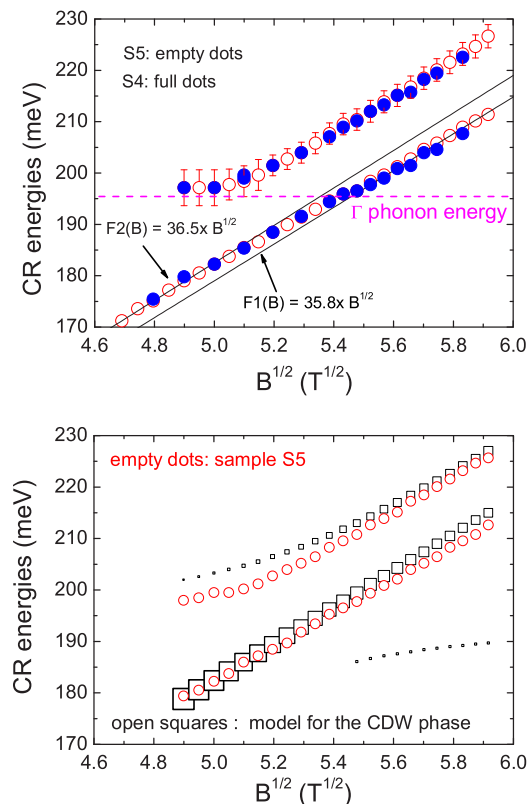 230
220
210
200
190
180
170
CR energies (meV)
S5: empty dots
S4: full dots
Γ phonon energy
F2(B) = 36.5x B^1/2
F1(B) = 35.8x B^1/2
4.6 4.8 5.0 5.2 5.4 5.6 5.8 6.0
B^1/2 (T^1/2)
230
220
210
200
190
180
170
CR energies (meV)
empty dots: sample S5
open squares : model for the CDW phase
4.6 4.8 5.0 5.2 5.4 5.6 5.8 6.0
B^1/2 (T^1/2)